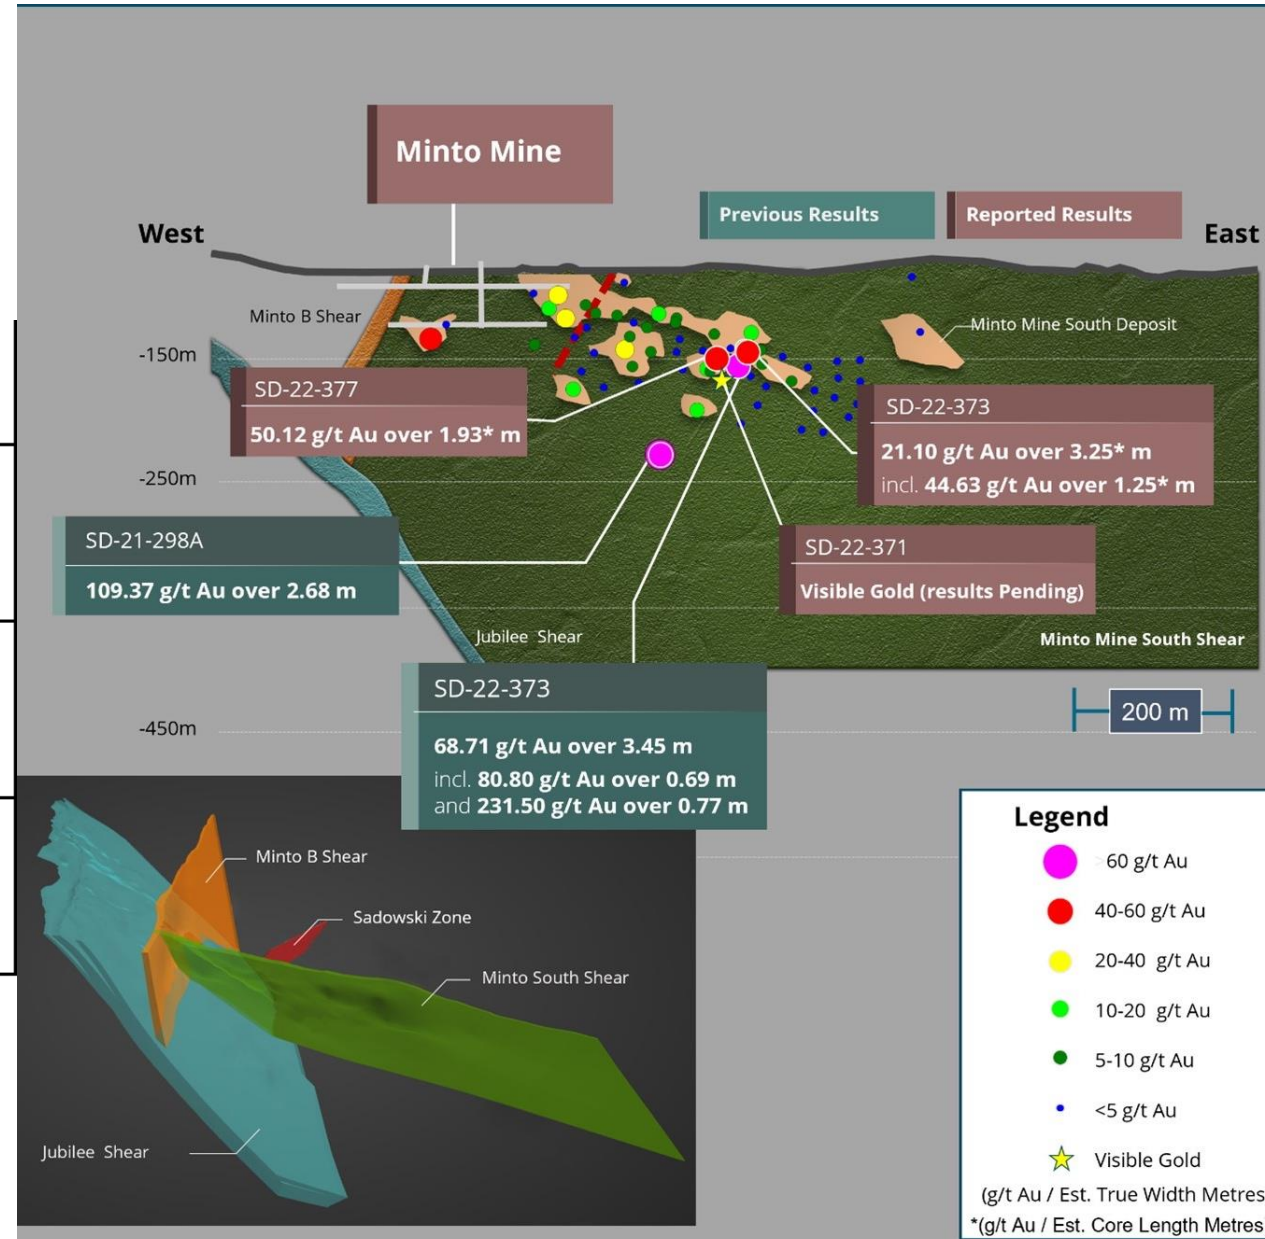 Minto Mine
Previous Results
Reported Results
West
East
Minto B Shear
Minto Mine South Deposit
-150m
SD-22-377
50.12 g/t Au over 1.93* m
SD-22-373
21.10 g/t Au over 3.25* m
incl. 44.63 g/t Au over 1.25* m
-250m
SD-21-298A
109.37 g/t Au over 2.68 m
SD-22-371
Visible Gold (results Pending)
Jubilee Shear
Minto Mine South Shear
SD-22-373
68.71 g/t Au over 3.45 m
incl. 80.80 g/t Au over 0.69 m
and 231.50 g/t Au over 0.77 m
200 m
-450m
Minto B Shear
Sadowski Zone
Minto South Shear
Jubilee Shear
Legend
>60 g/t Au
40-60 g/t Au
20-40 g/t Au
10-20 g/t Au
5-10 g/t Au
<5 g/t Au
Visible Gold
(g/t Au / Est. True Width Metres
*(g/t Au / Est. Core Length Metres